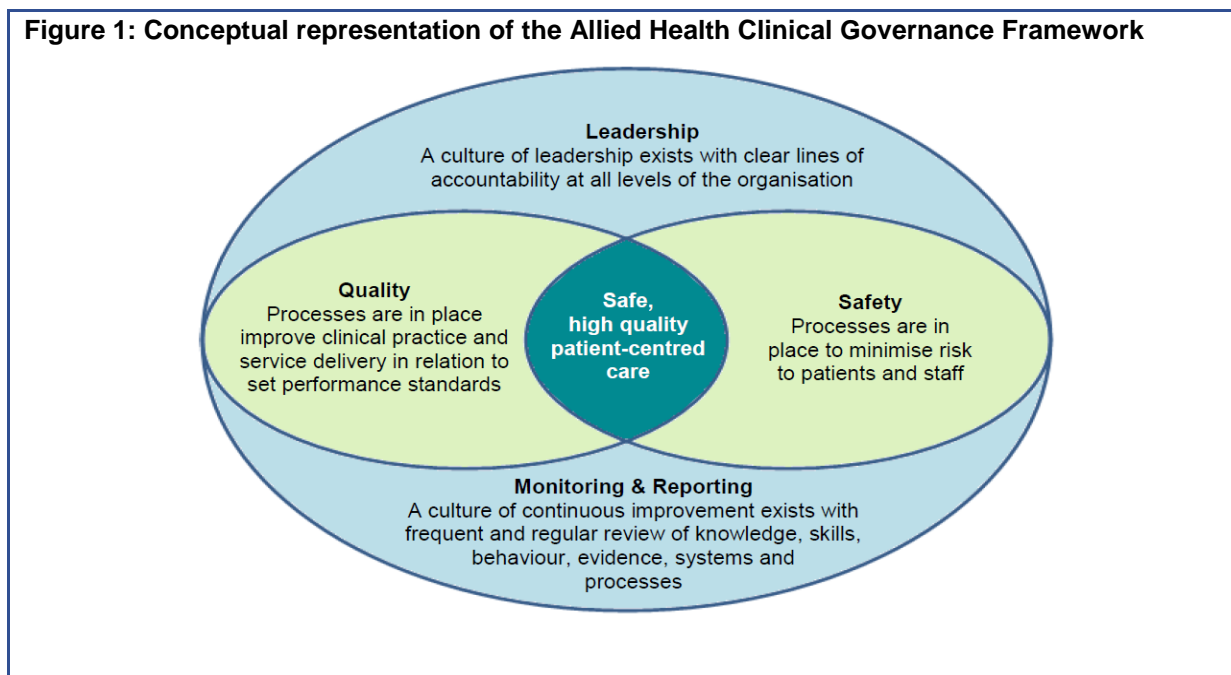 Figure 1: Conceptual representation of the Allied Health Clinical Governance Framework
Leadership
A culture of leadership exists with clear lines of
accountability at all levels of the organisation
Quality
Processes are in place
improve clinical practice and
service delivery in relation to
set performance standards
Safe,
high quality
patient-centred
care
Safety
Processes are in
place to minimise risk
to patients and staff
Monitoring & Reporting
A culture of continuous improvement exists with
frequent and regular review of knowledge, skills,
behaviour, evidence, systems and
processes